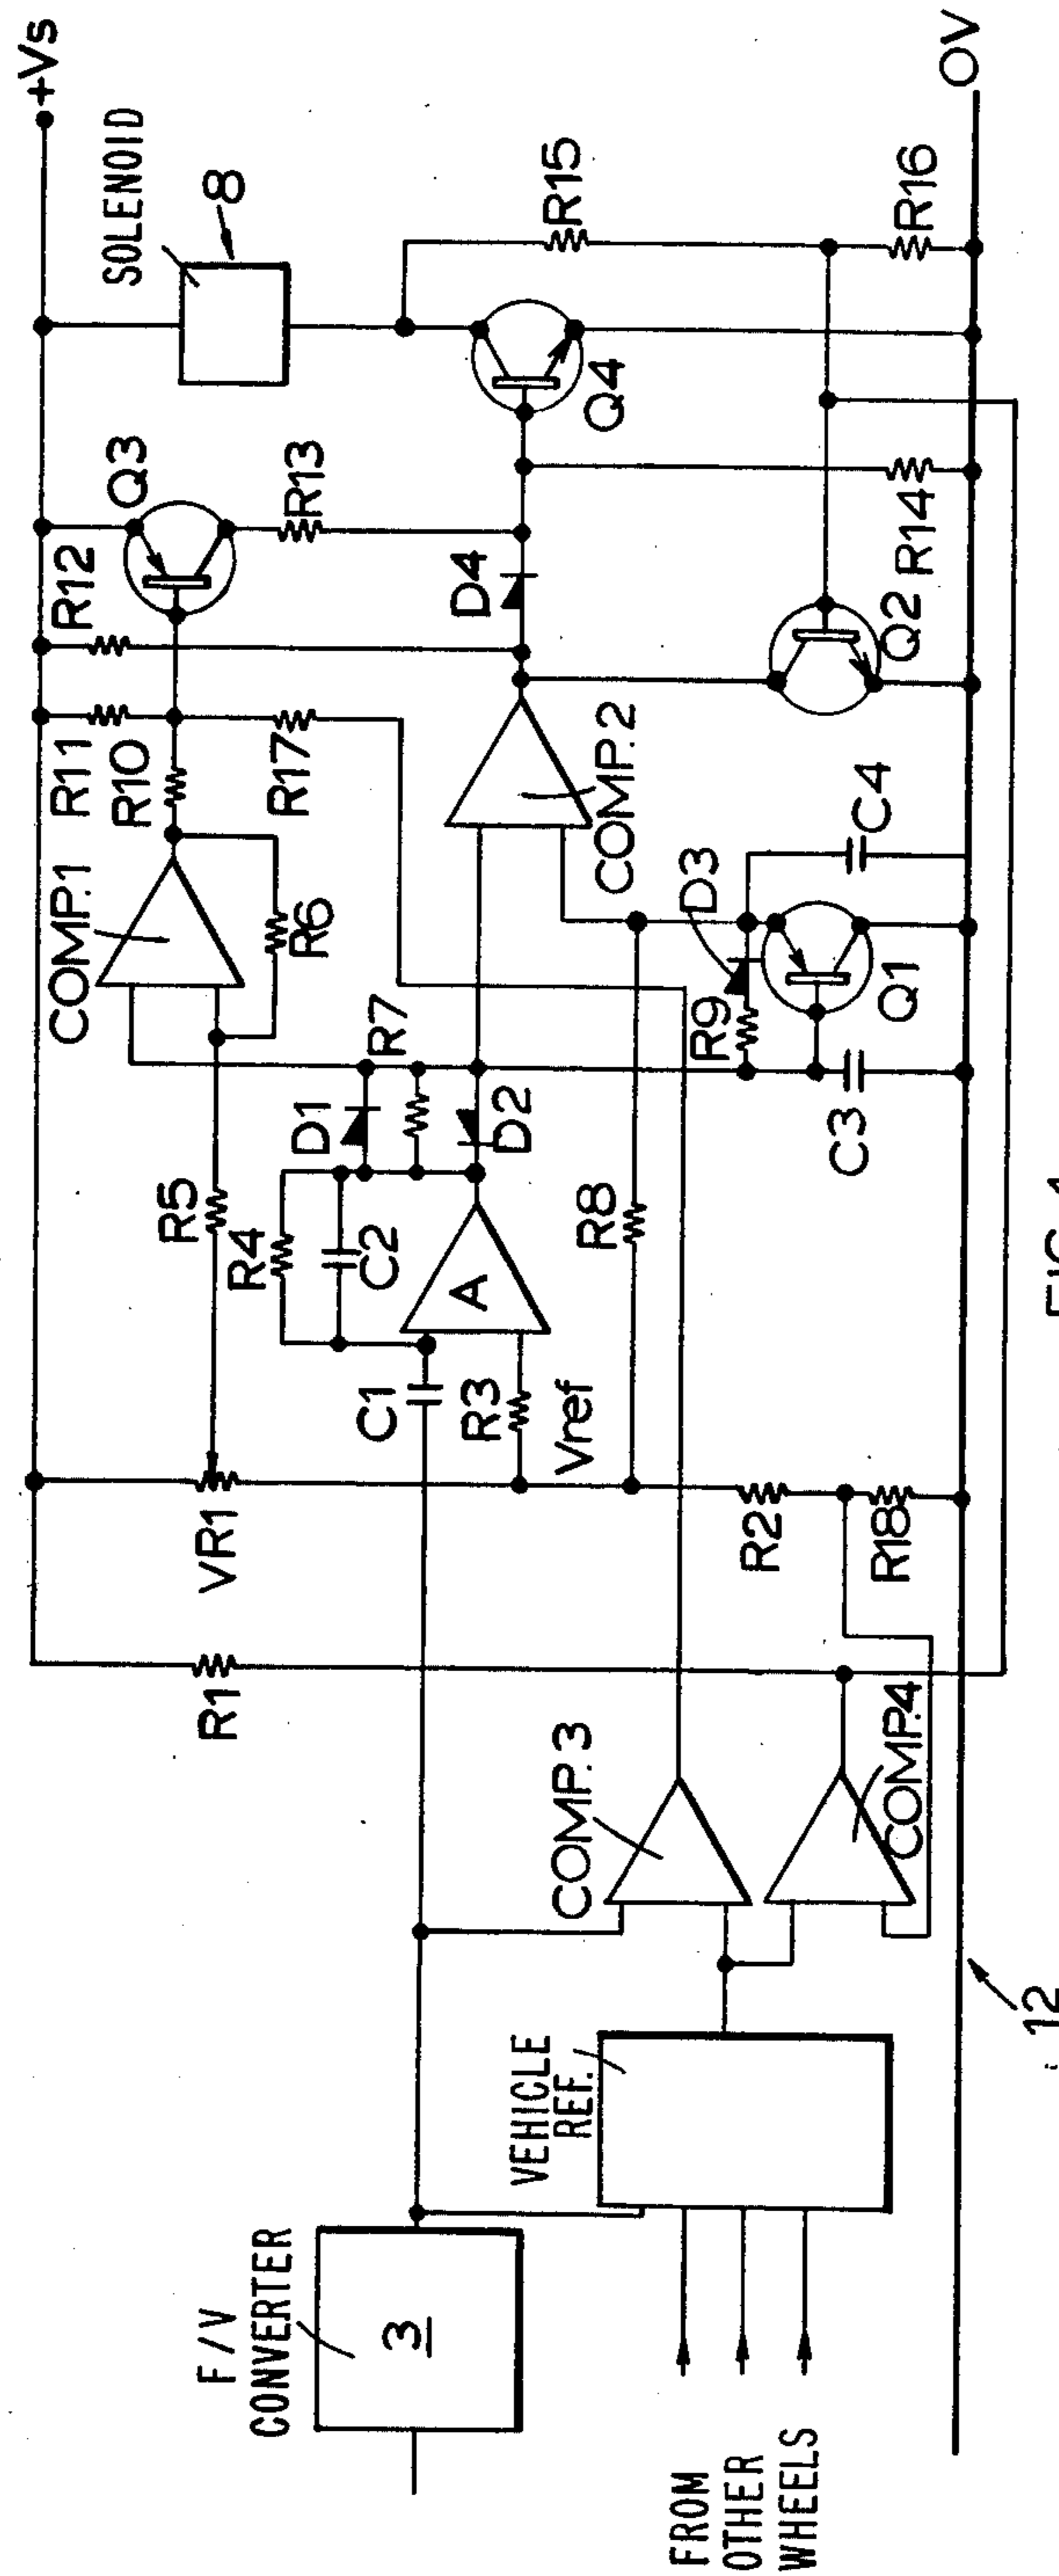 +Vs
SOLENOID
8
R15
R16
OV
Q3
R13
Q4
R14
R12
D4
Q2
R11
R10
R17
COMP.2
C4
COMP.1
R6
D3
R9
Q1
R7
D1
D2
C3
R5
R4
C2
A
R8
C1
R3
Vref
VR1
R2
R18
R1
COMP.3
COMP.4
12
VEHICLE
REF.
F/V
CONVERTER
3
FROM
OTHER
WHEELS